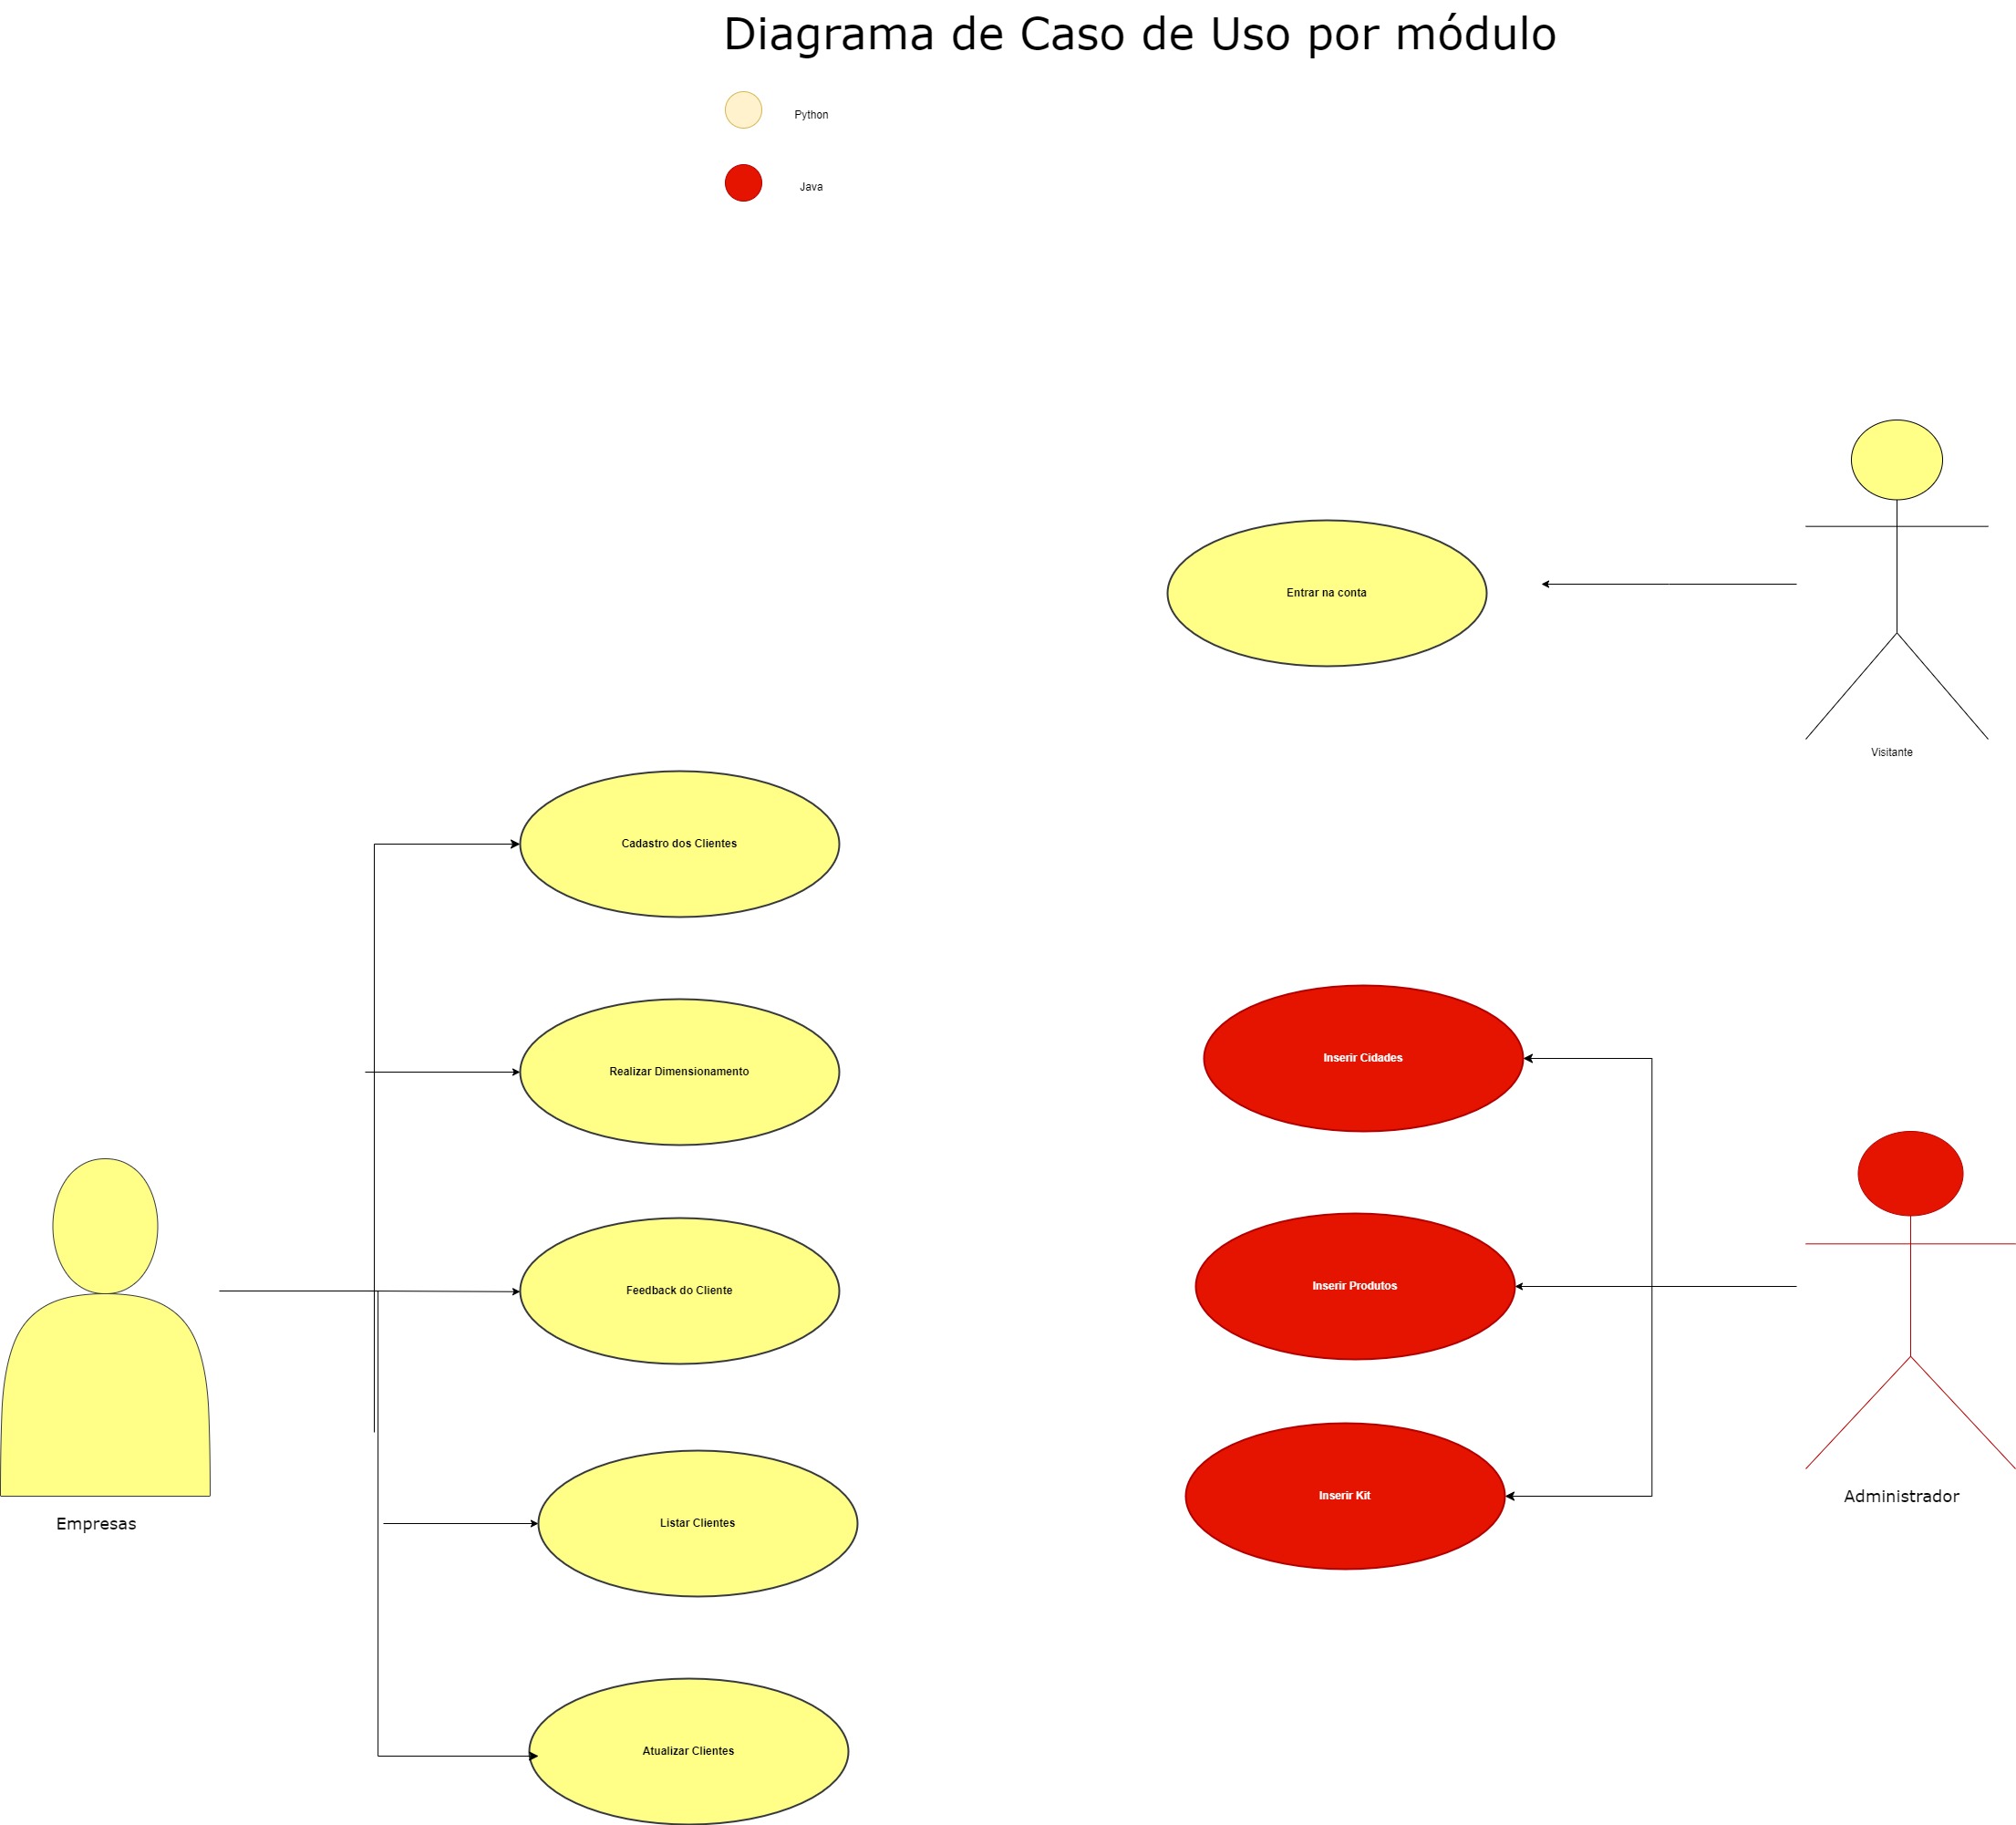 Diagrama de Caso de Uso por módulo
Python
Java
Entrar na conta
Visitante
Cadastro dos Clientes
Realizar Dimensionamento
Inserir Cidades
Feedback do Cliente
Inserir Produtos
Inserir Kit
Administrador
Empresas
Listar Clientes
Atualizar Clientes